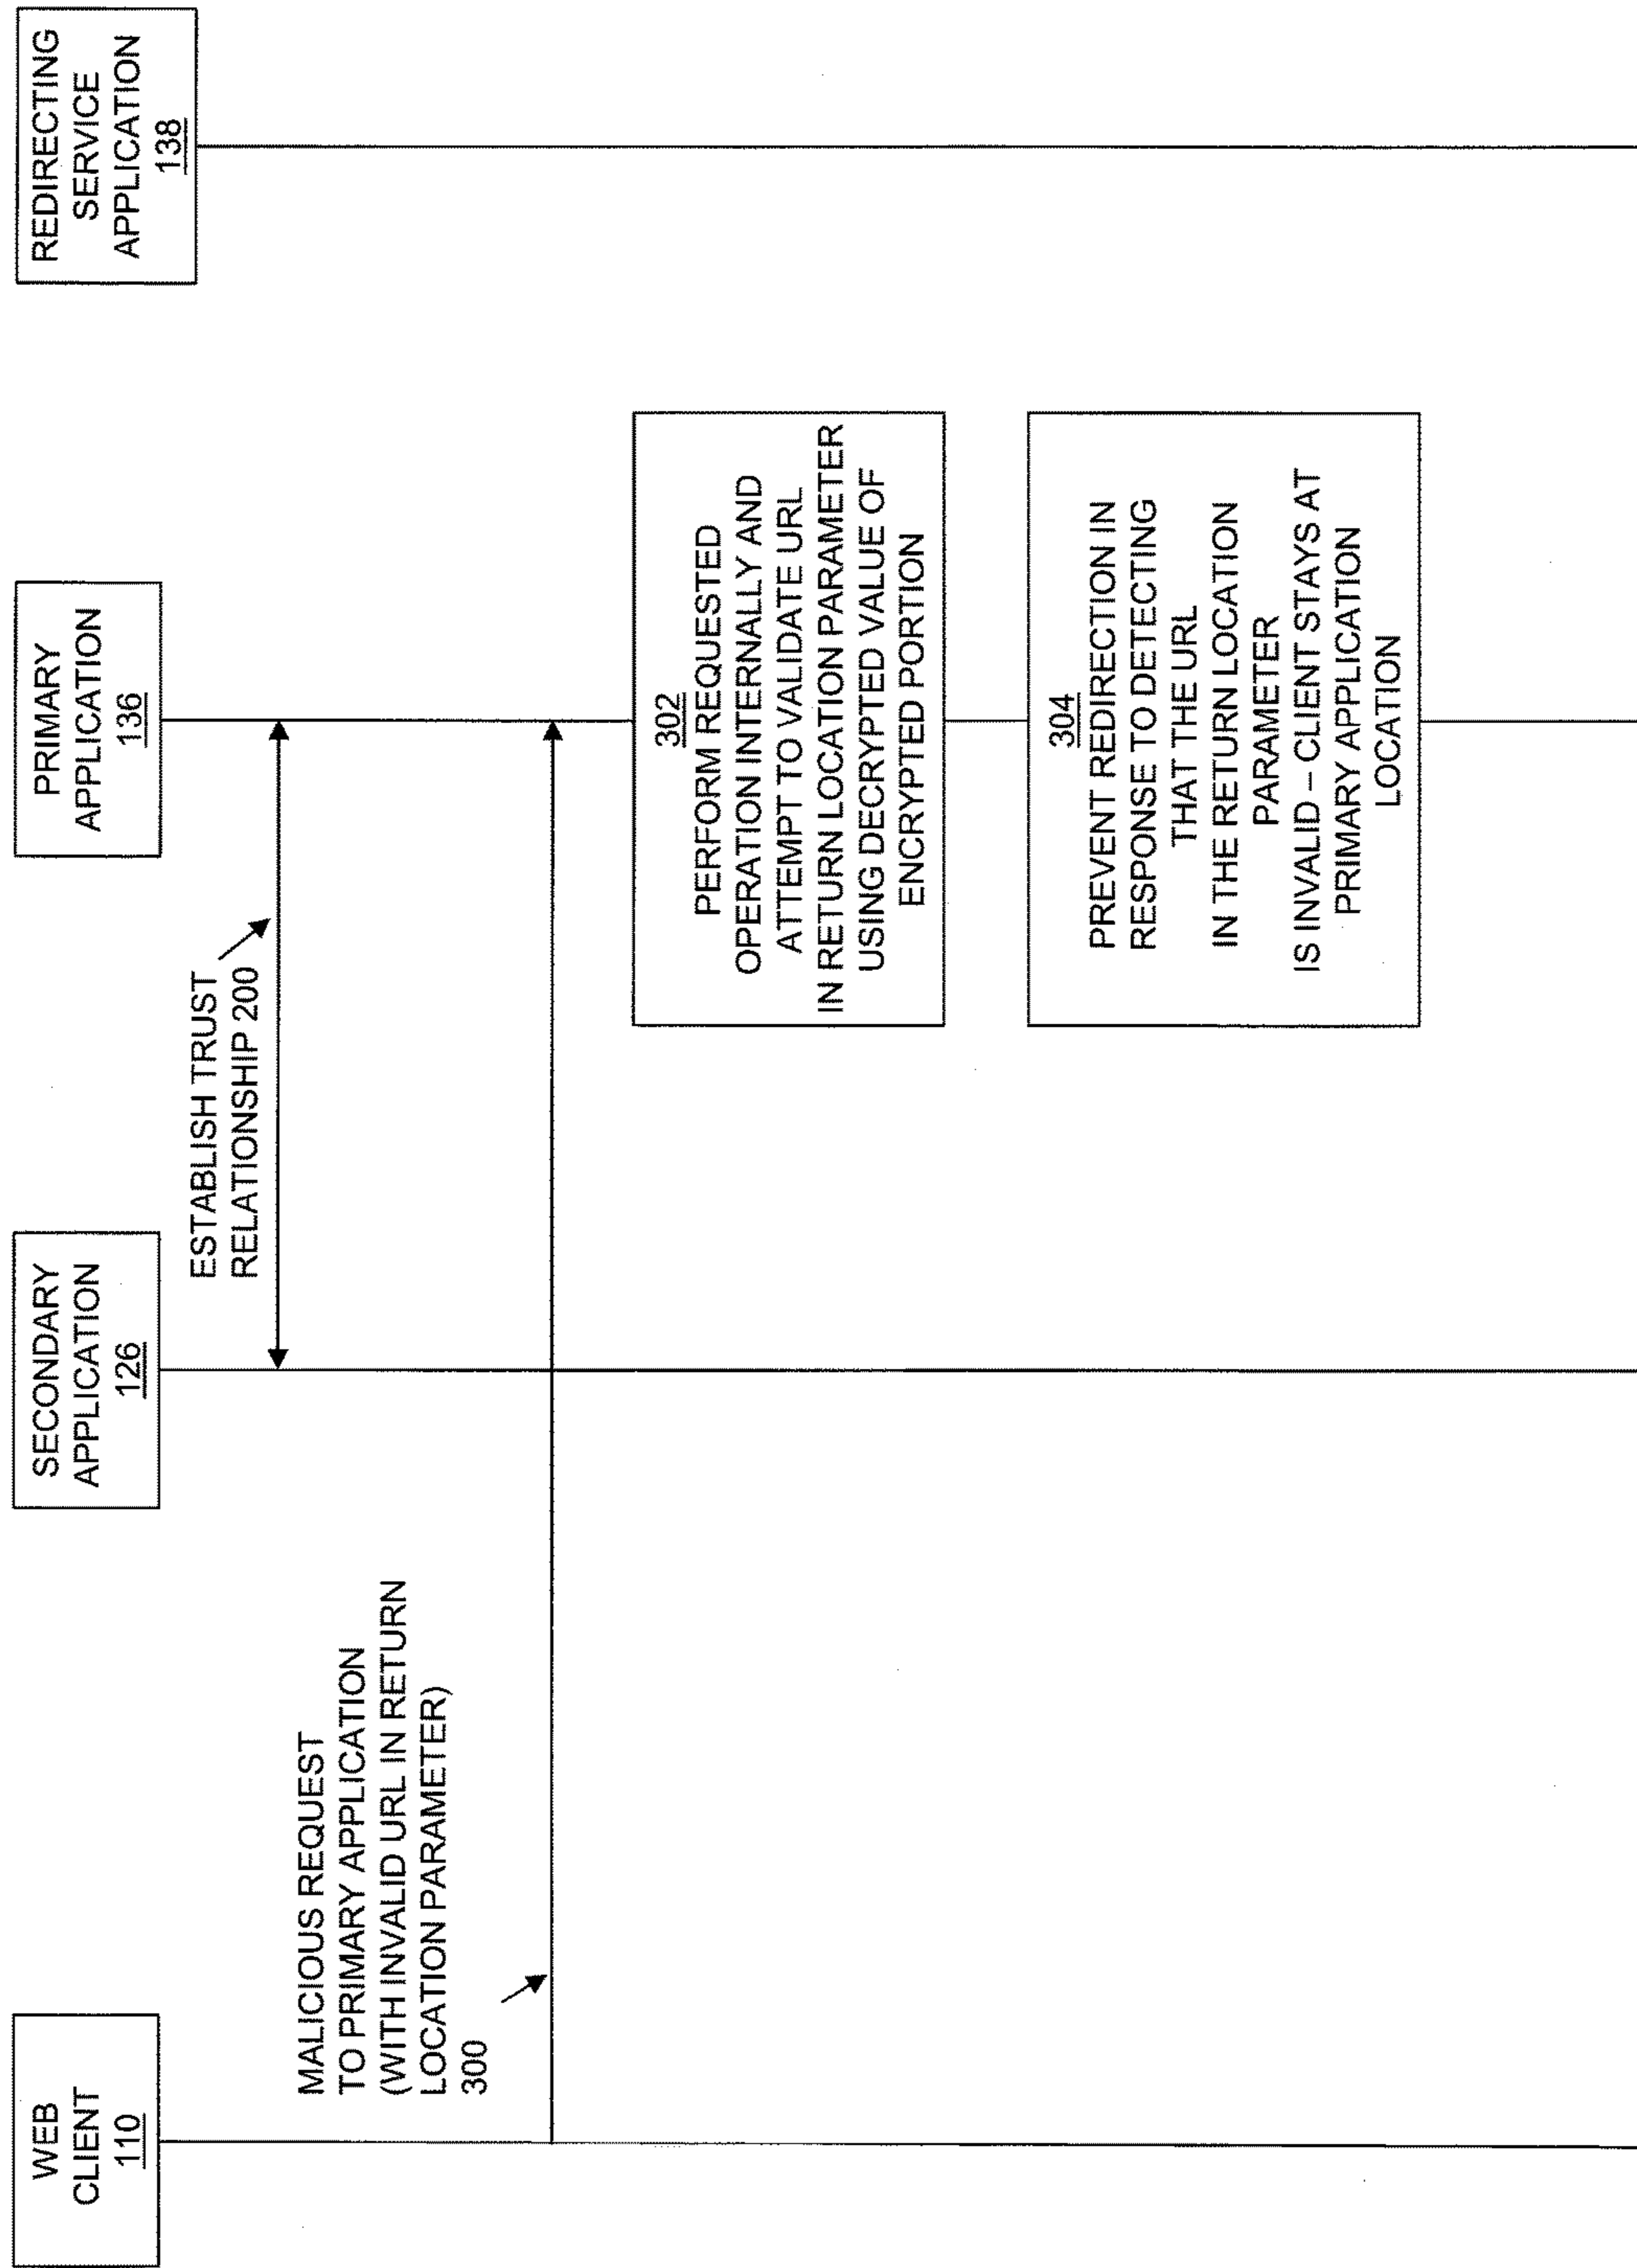 WEB
CLIENT
110
SECONDARY
APPLICATION
126
PRIMARY
APPLICATION
136
REDIRECTING
SERVICE
APPLICATION
138
ESTABLISH TRUST
RELATIONSHIP 200
MALICIOUS REQUEST
TO PRIMARY APPLICATION
(WITH INVALID URL IN RETURN
LOCATION PARAMETER)
300
302
PERFORM REQUESTED
OPERATION INTERNALLY AND
ATTEMPT TO VALIDATE URL
IN RETURN LOCATION PARAMETER
USING DECRYPTED VALUE OF
ENCRYPTED PORTION
304
PREVENT REDIRECTION IN
RESPONSE TO DETECTING
THAT THE URL
IN THE RETURN LOCATION
PARAMETER
IS INVALID – CLIENT STAYS AT
PRIMARY APPLICATION
LOCATION